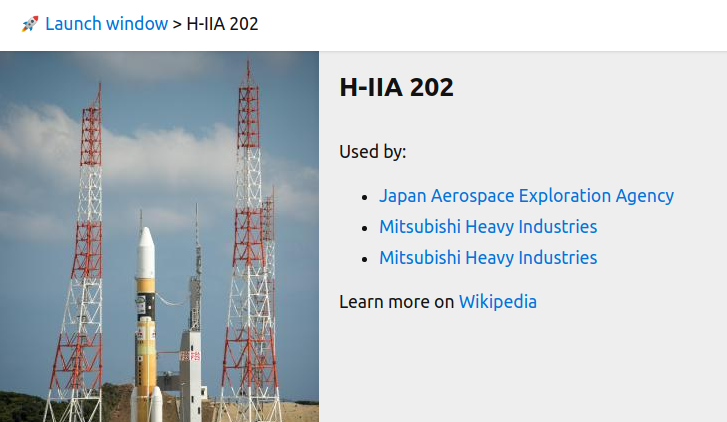 🚀 Launch window > H-IIA 202
H-IIA 202
Used by:
• Japan Aerospace Exploration Agency
• Mitsubishi Heavy Industries
• Mitsubishi Heavy Industries
Learn more on Wikipedia